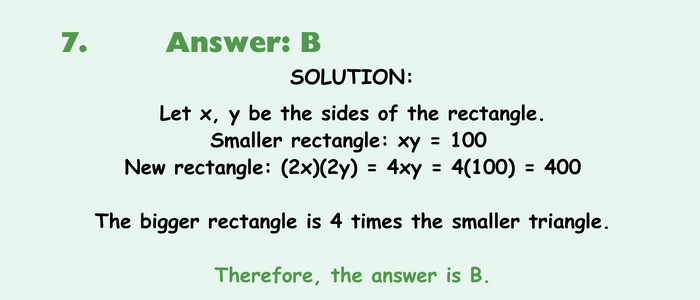 7. Answer: B
SOLUTION:
Let x, y be the sides of the rectangle.
Smaller rectangle: xy = 100
New rectangle: (2x)(2y) = 4xy = 4(100) = 400
The bigger rectangle is 4 times the smaller triangle.
Therefore, the answer is B.